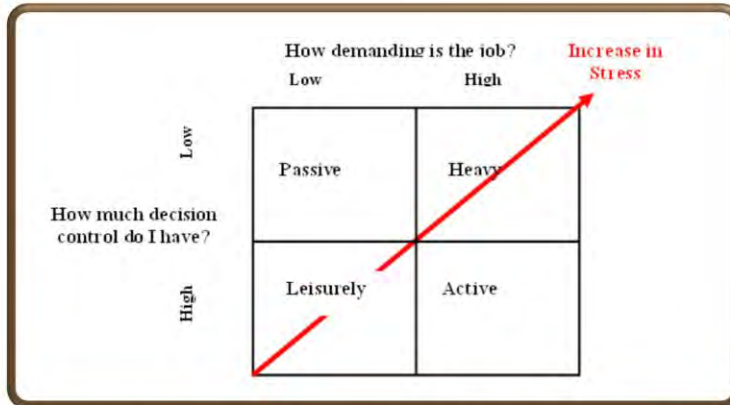 How demanding is the job?
Increase in
Stress
Low
High
Low
Passive
Heavy
How much decision
control do I have?
High
Leisurely
Active